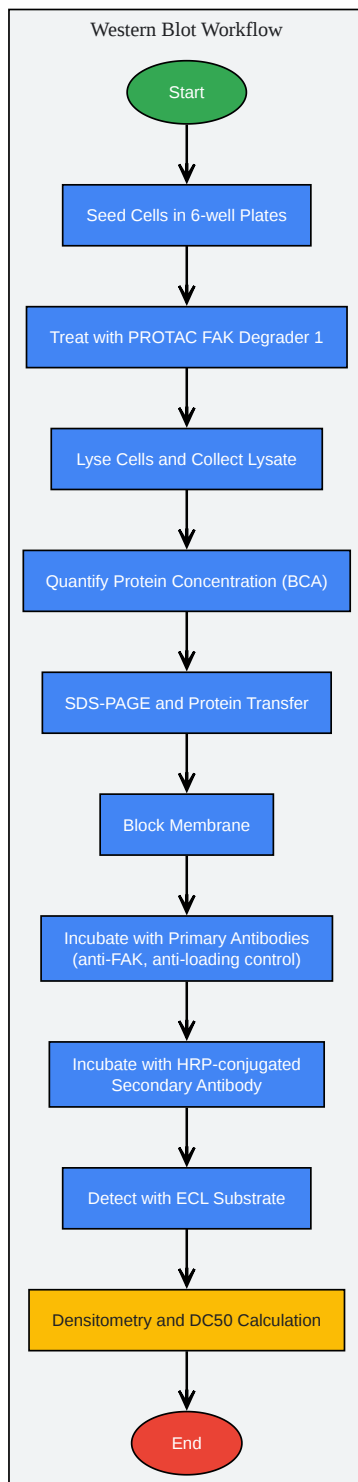 Western Blot Workflow
Start
Seed Cells in 6-well Plates
Treat with PROTAC FAK Degrader 1
Lyse Cells and Collect Lysate
Quantify Protein Concentration (BCA)
SDS-PAGE and Protein Transfer
Block Membrane
Incubate with Primary Antibodies
(anti-FAK, anti-loading control)
Incubate with HRP-conjugated
Secondary Antibody
Detect with ECL Substrate
Densitometry and DC50 Calculation
End